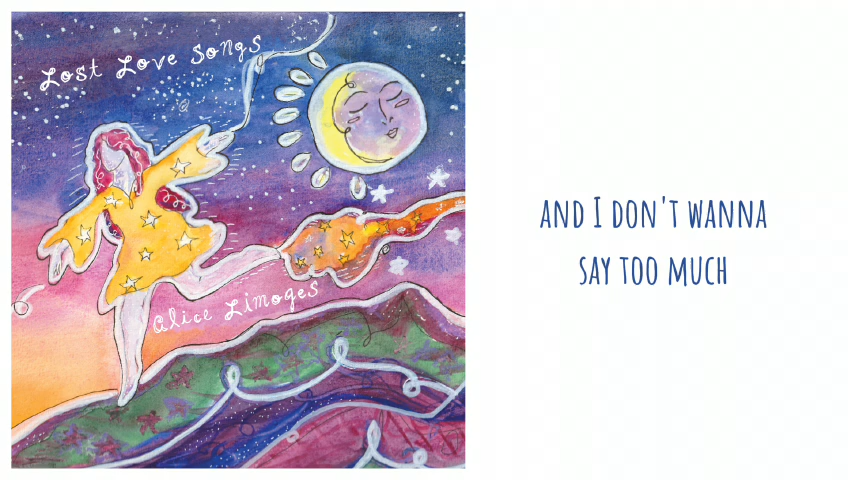 Lost Love Songs
Alice Limoges
AND I DON'T WANNA
SAY TOO MUCH